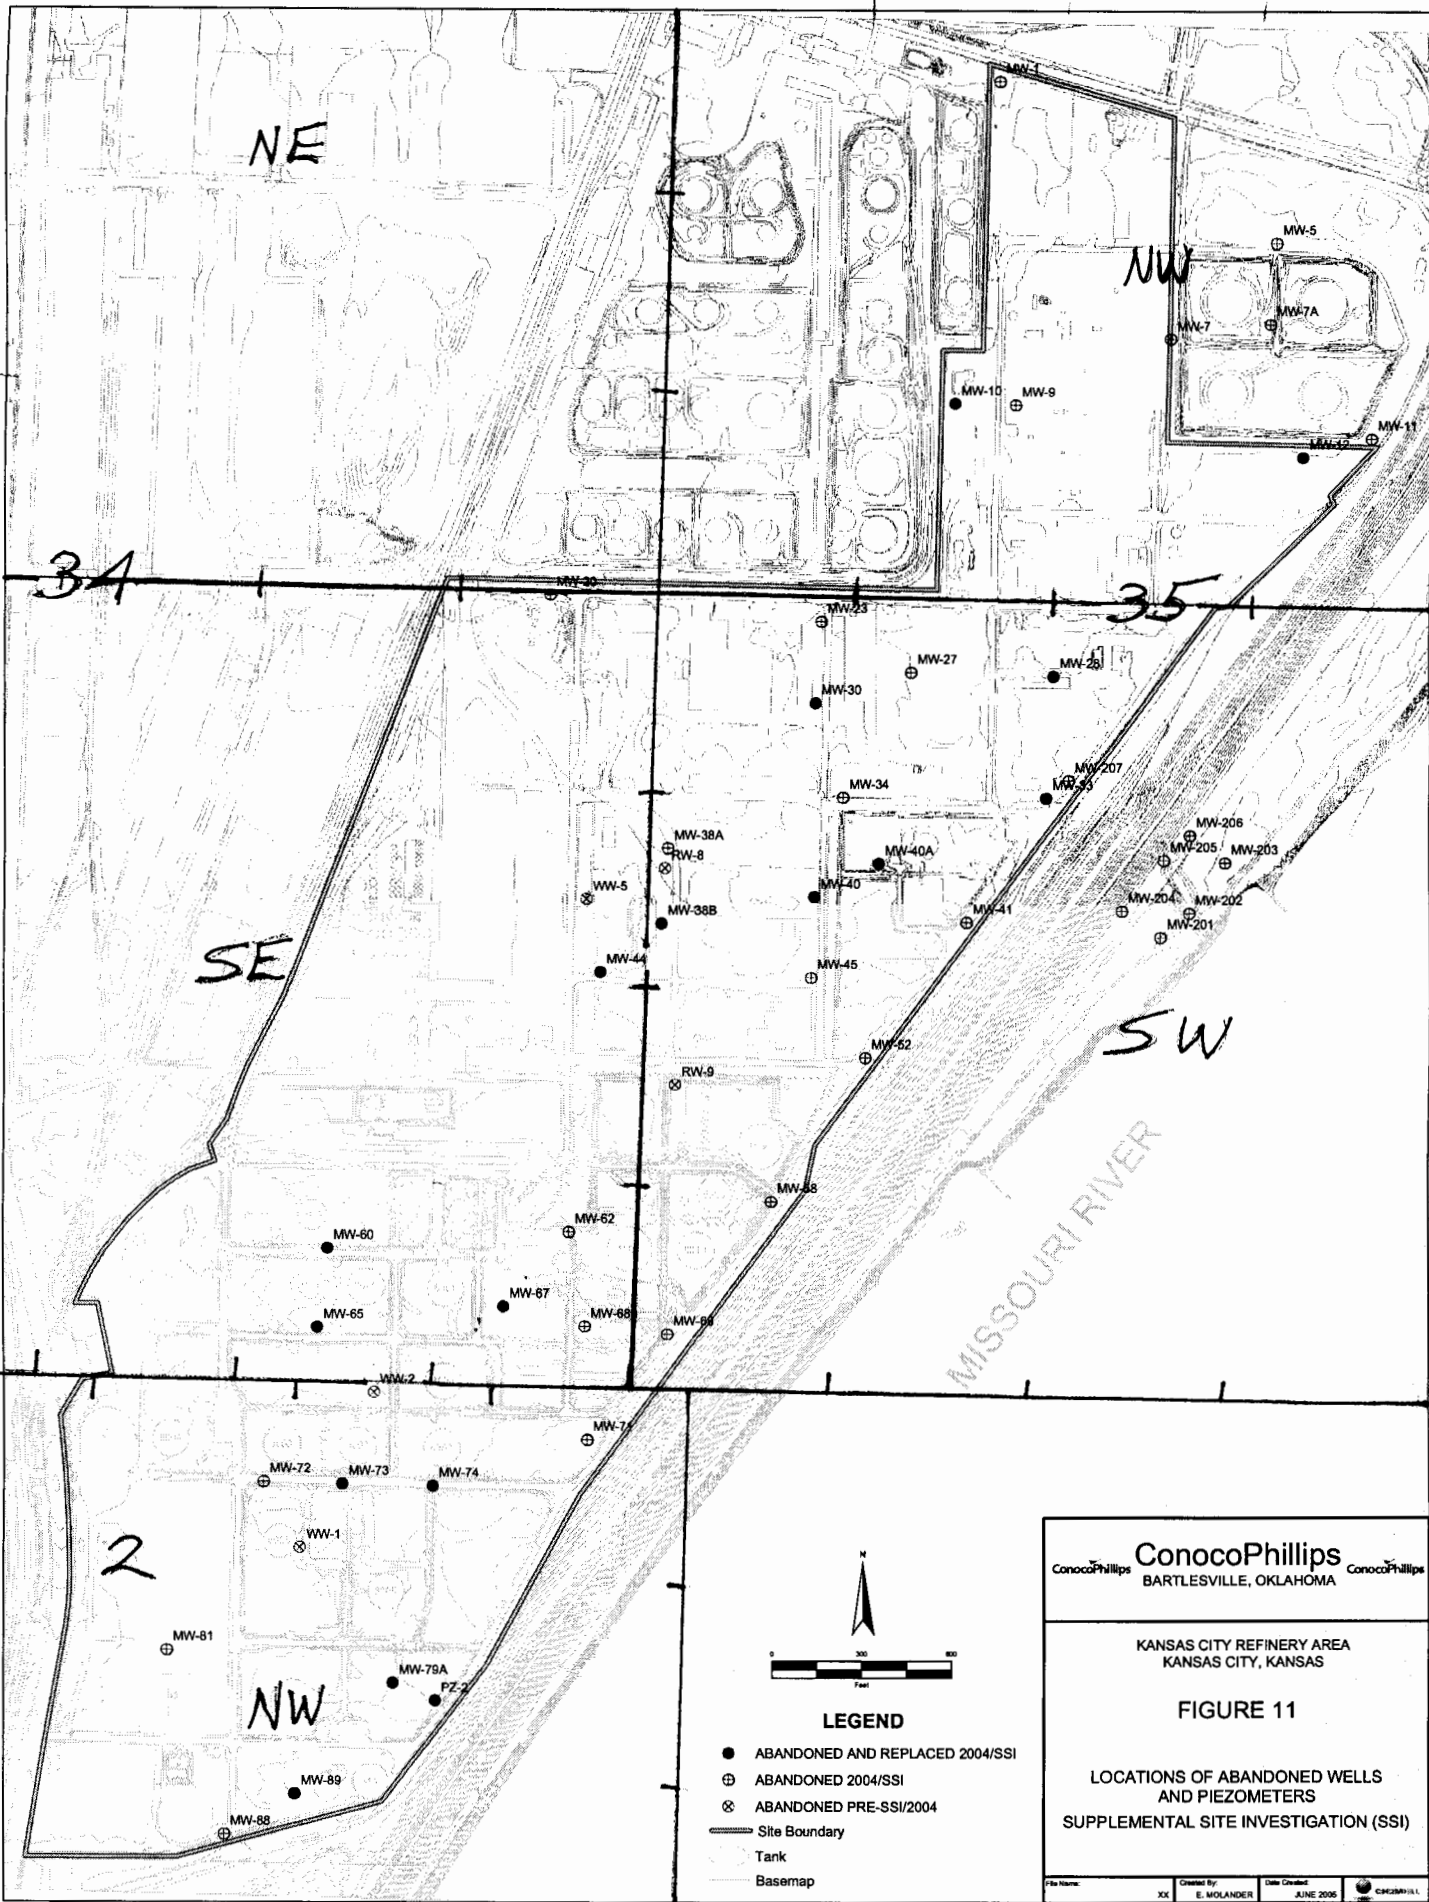 MW-1
NE
MW-5
NW
MW-7A
MW-7
MW-10
MW-9
MW-11
MW-12
34
35
MW-23
MW-27
MW-28
MW-30
MW-207
MW-34
MW-33
MW-206
MW-38A
MW-205
MW-203
MW-40A
RW-8
WW-5
MW-40
MW-204
MW-202
MW-38B
MW-41
MW-201
SE
MW-44
MW-45
SW
MW-52
RW-9
MISSOURI RIVER
MW-62
MW-60
MW-67
MW-65
MW-68
WW-2
MW-71
MW-72
MW-73
MW-74
WW-1
2
MW-81
MW-79A
PZ-2
NW
MW-89
MW-88
N
0 300 600
Feet
LEGEND
ABANDONED AND REPLACED 2004/SSI
ABANDONED 2004/SSI
ABANDONED PRE-SSI/2004
Site Boundary
Tank
Basemap
ConocoPhillips ConocoPhillips ConocoPhillips
BARTLESVILLE, OKLAHOMA
KANSAS CITY REFINERY AREA
KANSAS CITY, KANSAS
FIGURE 11
LOCATIONS OF ABANDONED WELLS
AND PIEZOMETERS
SUPPLEMENTAL SITE INVESTIGATION (SSI)
File Name: XX
Created By: E. MOLANDER
Date Created: JUNE 2005
CH2MHILL